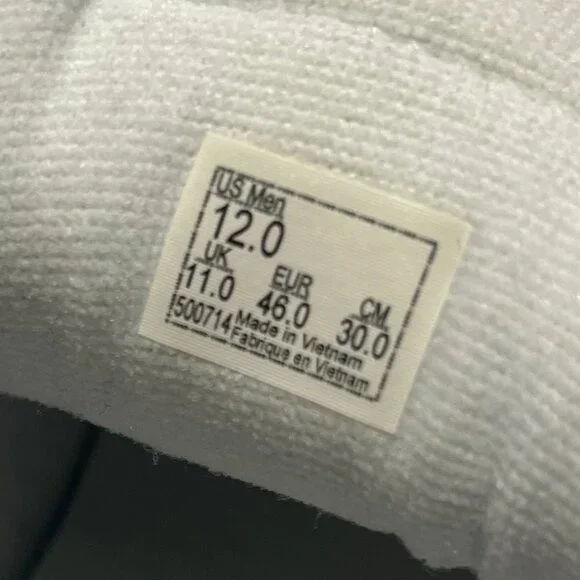 US Men
12.0
UK EUR CM
11.0 46.0 30.0
500714 Made in Vietnam
Fabrique en Vietnam